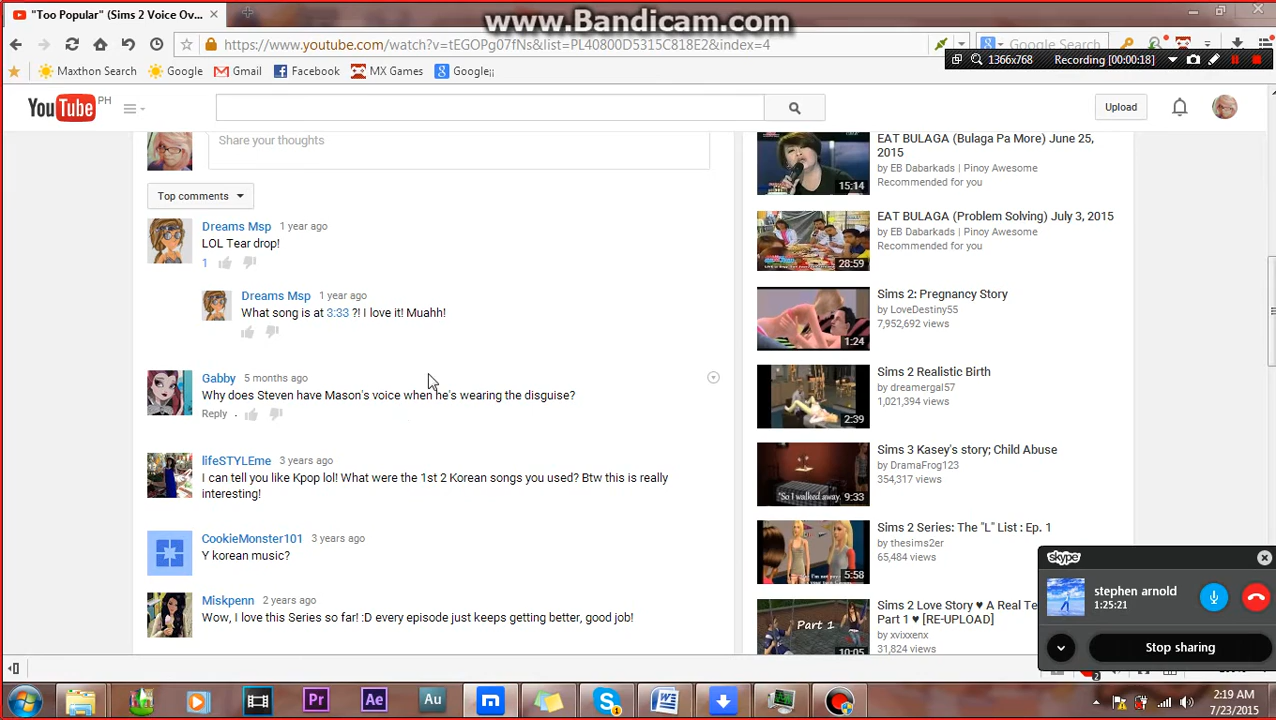 "Too Popular" (Sims 2 Voice Ov...
www.Bandicam.com
https://www.youtube.com/watch?v=tEGOPg07fNs&list=PL40800D5315C818E2&index=4
Google Search
Maxthon Search
Google
Gmail
Facebook
MX Games
Google¡¡
1366x768
Recording [00:00:18]
YouTube PH
Upload
Share your thoughts
Top comments
Dreams Msp 1 year ago
LOL Tear drop!
1
Dreams Msp 1 year ago
What song is at 3:33 ?! I love it! Muahh!
Gabby 5 months ago
Why does Steven have Mason's voice when he's wearing the disguise?
Reply
lifeSTYLEme 3 years ago
I can tell you like Kpop lol! What were the 1st 2 Korean songs you used? Btw this is really
interesting!
CookieMonster101 3 years ago
Y korean music?
Miskpenn 2 years ago
Wow, I love this Series so far! :D every episode just keeps getting better, good job!
EAT BULAGA (Bulaga Pa More) June 25,
2015
by EB Dabarkads | Pinoy Awesome
Recommended for you
15:14
EAT BULAGA (Problem Solving) July 3, 2015
by EB Dabarkads | Pinoy Awesome
Recommended for you
28:59
Sims 2: Pregnancy Story
by LoveDestiny55
7,952,692 views
1:24
Sims 2 Realistic Birth
by dreamergal57
1,021,394 views
2:39
Sims 3 Kasey's story; Child Abuse
by DramaFrog123
354,317 views
"So I walked away.
9:33
Sims 2 Series: The "L" List : Ep. 1
by thesims2er
65,484 views
5:58
Sims 2 Love Story ♥ A Real Te
Part 1 ♥ [RE-UPLOAD]
by xvixxenx
31,824 views
Part 1
10:05
skype
stephen arnold
1:25:21
Stop sharing
Pr
Ae
Au
2:19 AM
7/23/2015